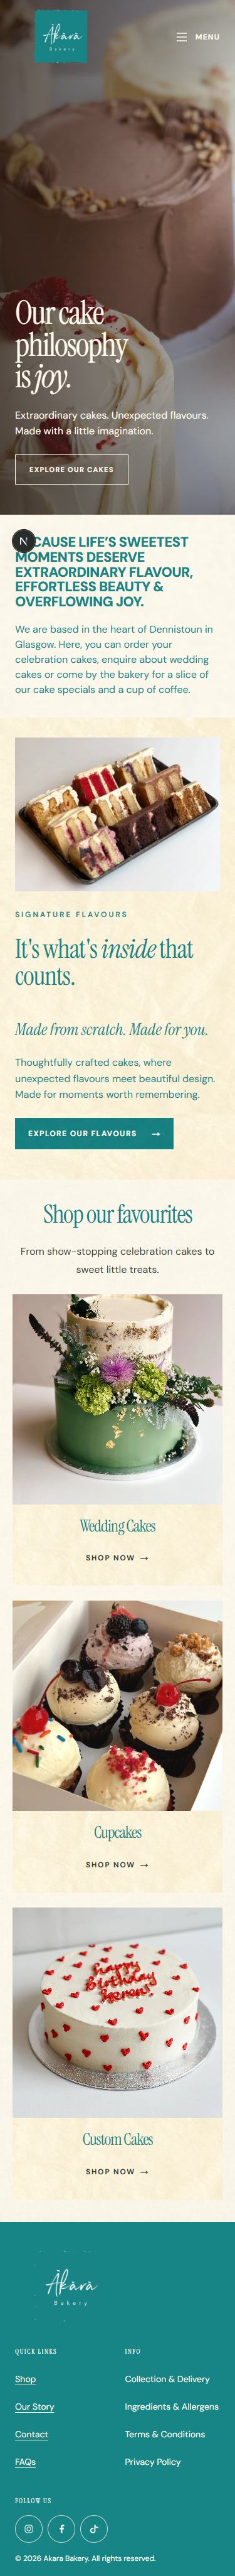 Àkàrà
Bakery
MENU
Our cake
philosophy
is joy.
Extraordinary cakes. Unexpected flavours.
Made with a little imagination.
EXPLORE OUR CAKES
N
CAUSE LIFE’S SWEETEST
MOMENTS DESERVE
EXTRAORDINARY FLAVOUR,
EFFORTLESS BEAUTY &
OVERFLOWING JOY.
We are based in the heart of Dennistoun in
Glasgow. Here, you can order your
celebration cakes, enquire about wedding
cakes or come by the bakery for a slice of
our cake specials and a cup of coffee.
SIGNATURE FLAVOURS
It's what's inside that
counts.
Made from scratch. Made for you.
Thoughtfully crafted cakes, where
unexpected flavours meet beautiful design.
Made for moments worth remembering.
EXPLORE OUR FLAVOURS →
Shop our favourites
From show-stopping celebration cakes to
sweet little treats.
Wedding Cakes
SHOP NOW →
Cupcakes
SHOP NOW →
happy
birthday
Custom Cakes
SHOP NOW →
Àkàrà
Bakery
QUICK LINKS
Shop
Our Story
Contact
FAQs
INFO
Collection & Delivery
Ingredients & Allergens
Terms & Conditions
Privacy Policy
FOLLOW US
© 2026 Akara Bakery. All rights reserved.